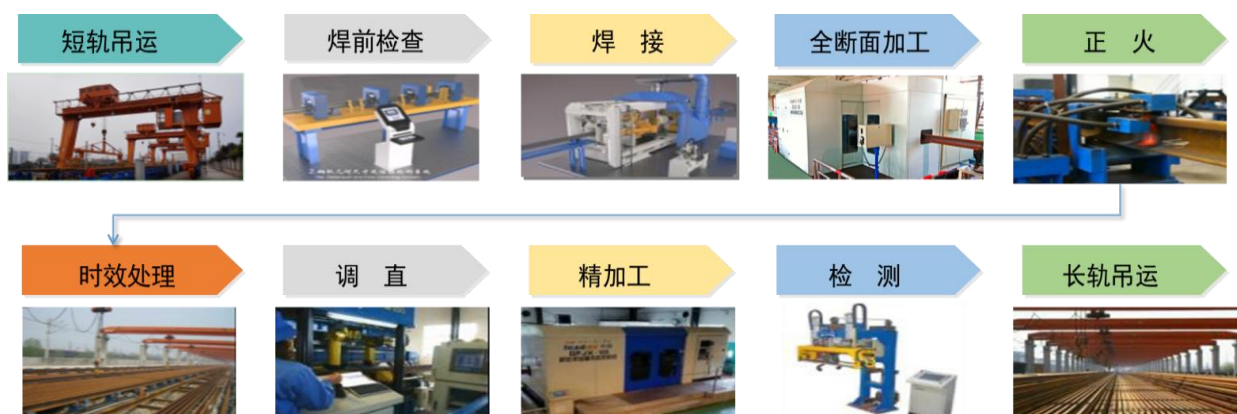 短轨吊运
焊前检查
焊 接
全断面加工
正 火
时效处理
调 直
精加工
检 测
长轨吊运